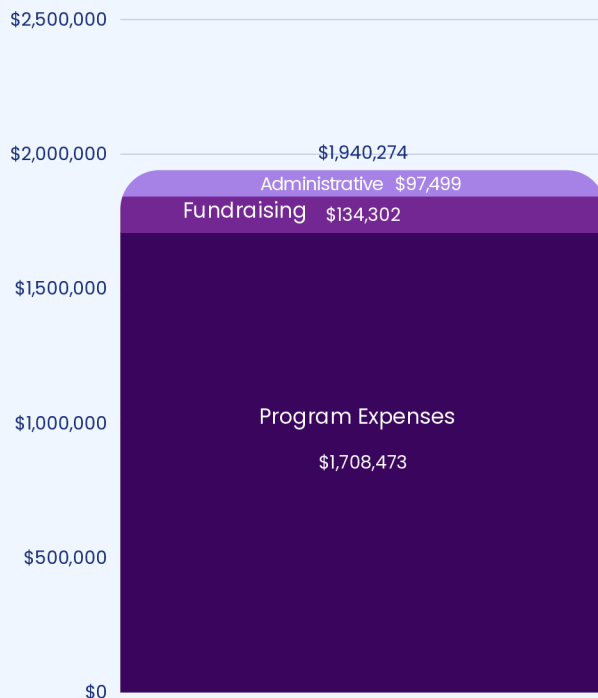 $2,500,000
$2,000,000
$1,940,274
Administrative $97,499
Fundraising $134,302
$1,500,000
Program Expenses
$1,000,000
$1,708,473
$500,000
$0